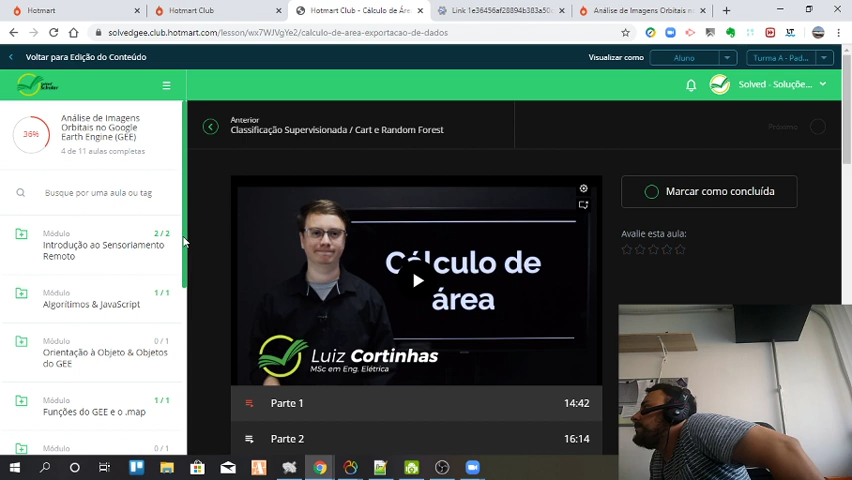 Hotmart
Hotmart Club
Hotmart Club - Cálculo de Área
Link 1e36456af28894b383a50
Análise de Imagens Orbitais n
solvedgee.club.hotmart.com/lesson/wx7WJVgYe2/calculo-de-area-exportacao-de-dados
Voltar para Edição do Conteúdo
Visualizar como
Aluno
Turma A - Pad...
Solved - Soluçõe...
36%
Análise de Imagens
Orbitais no Google
Earth Engine (GEE)
4 de 11 aulas completas
Busque por uma aula ou tag
Módulo 2/2
Introdução ao Sensoriamento
Remoto
Módulo 1/1
Algorítimos & JavaScript
Módulo 0/1
Orientação à Objeto & Objetos
do GEE
Módulo 1/1
Funções do GEE e o .map
Módulo 0/1
Anterior
Classificação Supervisionada / Cart e Random Forest
Próximo
Cálculo de
área
Luiz Cortinhas
MSc em Eng. Elétrica
Parte 1 14:42
Parte 2 16:14
Marcar como concluída
Avalie esta aula: